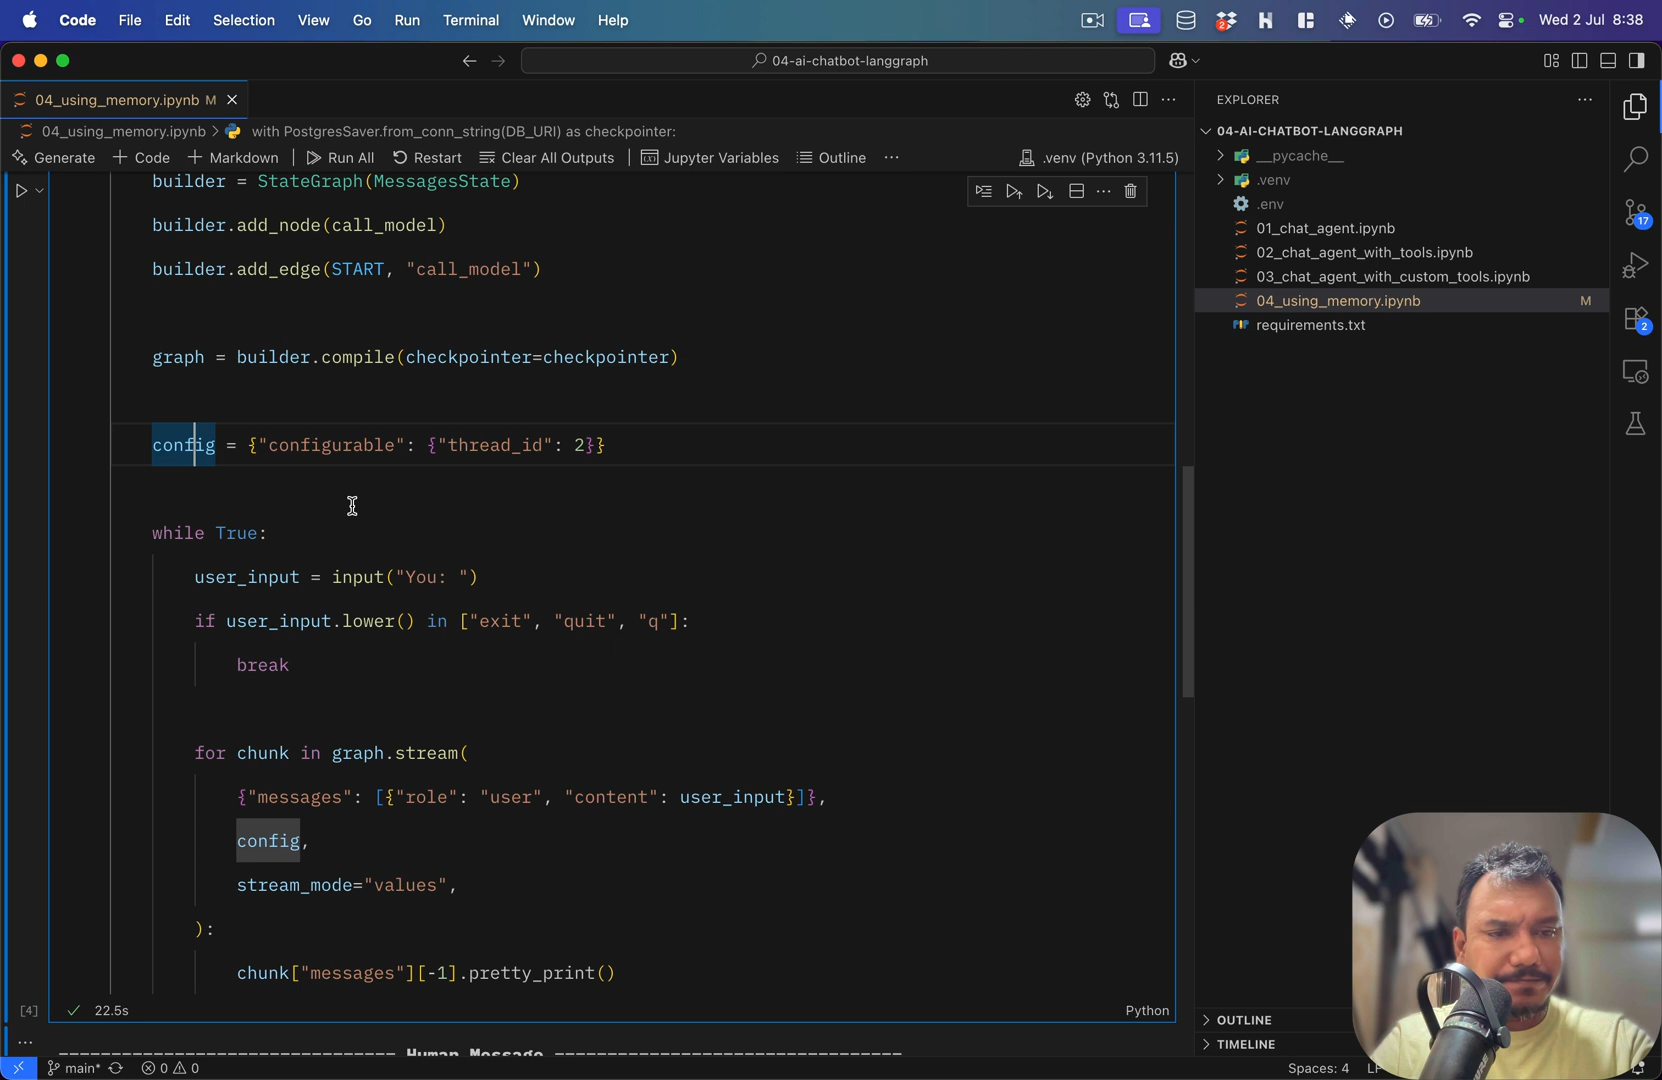 Code File Edit Selection View Go Run Terminal Window Help
2
Wed 2 Jul 8:38
04-ai-chatbot-langgraph
04_using_memory.ipynb M
04_using_memory.ipynb > with PostgresSaver.from_conn_string(DB_URI) as checkpointer:
Generate + Code + Markdown Run All Restart Clear All Outputs Jupyter Variables Outline ... .venv (Python 3.11.5)
builder = StateGraph(MessagesState)
builder.add_node(call_model)
builder.add_edge(START, "call_model")
graph = builder.compile(checkpointer=checkpointer)
config = {"configurable": {"thread_id": 2}}
while True:
user_input = input("You: ")
if user_input.lower() in ["exit", "quit", "q"]:
break
for chunk in graph.stream(
{"messages": [{"role": "user", "content": user_input}]},
config,
stream_mode="values",
):
chunk["messages"][-1].pretty_print()
[4] 22.5s Python
================================ Human Message =================================
EXPLORER
04-AI-CHATBOT-LANGGRAPH
__pycache__
.venv
.env
01_chat_agent.ipynb
02_chat_agent_with_tools.ipynb
03_chat_agent_with_custom_tools.ipynb
04_using_memory.ipynb M
requirements.txt
17
2
OUTLINE
TIMELINE
main* 0 0 Spaces: 4